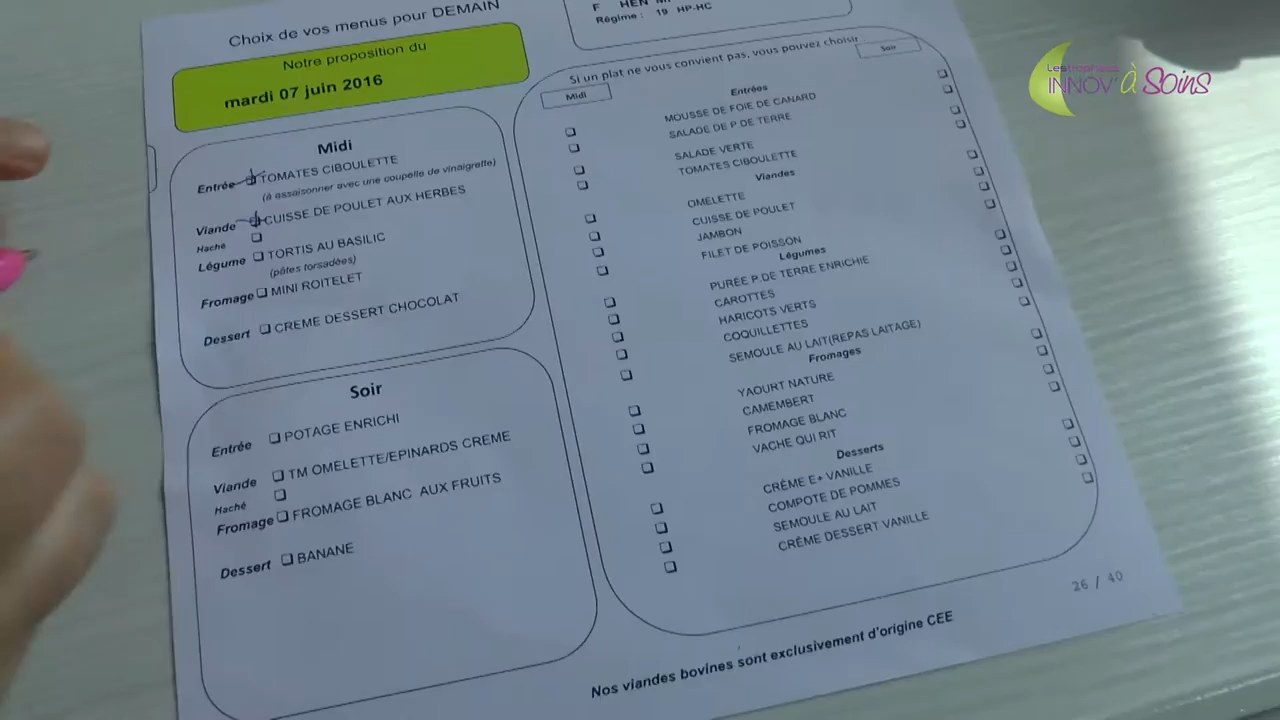 Choix de vos menus pour DEMAIN
Notre proposition du
mardi 07 juin 2016
Midi
Entrée TOMATES CIBOULETTE
(à assaisonner avec une coupelle de vinaigrette)
Viande CUISSE DE POULET AUX HERBES
Haché
Légume TORTIS AU BASILIC
(pâtes torsadées)
Fromage MINI ROITELET
Dessert CREME DESSERT CHOCOLAT
Soir
Entrée POTAGE ENRICHI
Viande TM OMELETTE/EPINARDS CREME
Haché
Fromage FROMAGE BLANC AUX FRUITS
Dessert BANANE
F HEN
Régime : 19 HP-HC
Si un plat ne vous convient pas, vous pouvez choisir
Midi Soir
Entrées
MOUSSE DE FOIE DE CANARD
SALADE DE P DE TERRE
SALADE VERTE
TOMATES CIBOULETTE
Viandes
OMELETTE
CUISSE DE POULET
JAMBON
FILET DE POISSON
Légumes
PURÉE P.DE TERRE ENRICHIE
CAROTTES
HARICOTS VERTS
COQUILLETTES
SEMOULE AU LAIT(REPAS LAITAGE)
Fromages
YAOURT NATURE
CAMEMBERT
FROMAGE BLANC
VACHE QUI RIT
Desserts
CRÈME E+ VANILLE
COMPOTE DE POMMES
SEMOULE AU LAIT
CRÈME DESSERT VANILLE
26 / 40
Nos viandes bovines sont exclusivement d'origine CEE
Les trophées
INNOV' à Soins